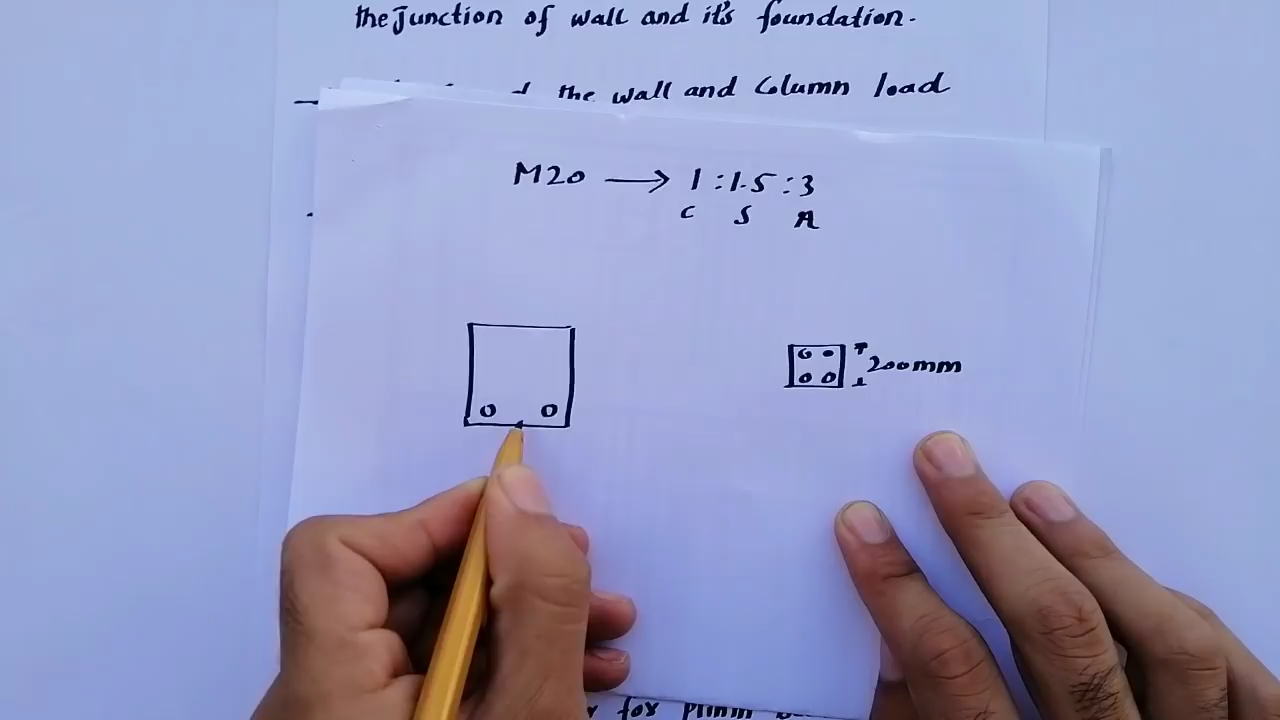 the Junction of wall and it's foundation.
the wall and Column load
M20 → 1 : 1.5 : 3
C S A
200mm
for